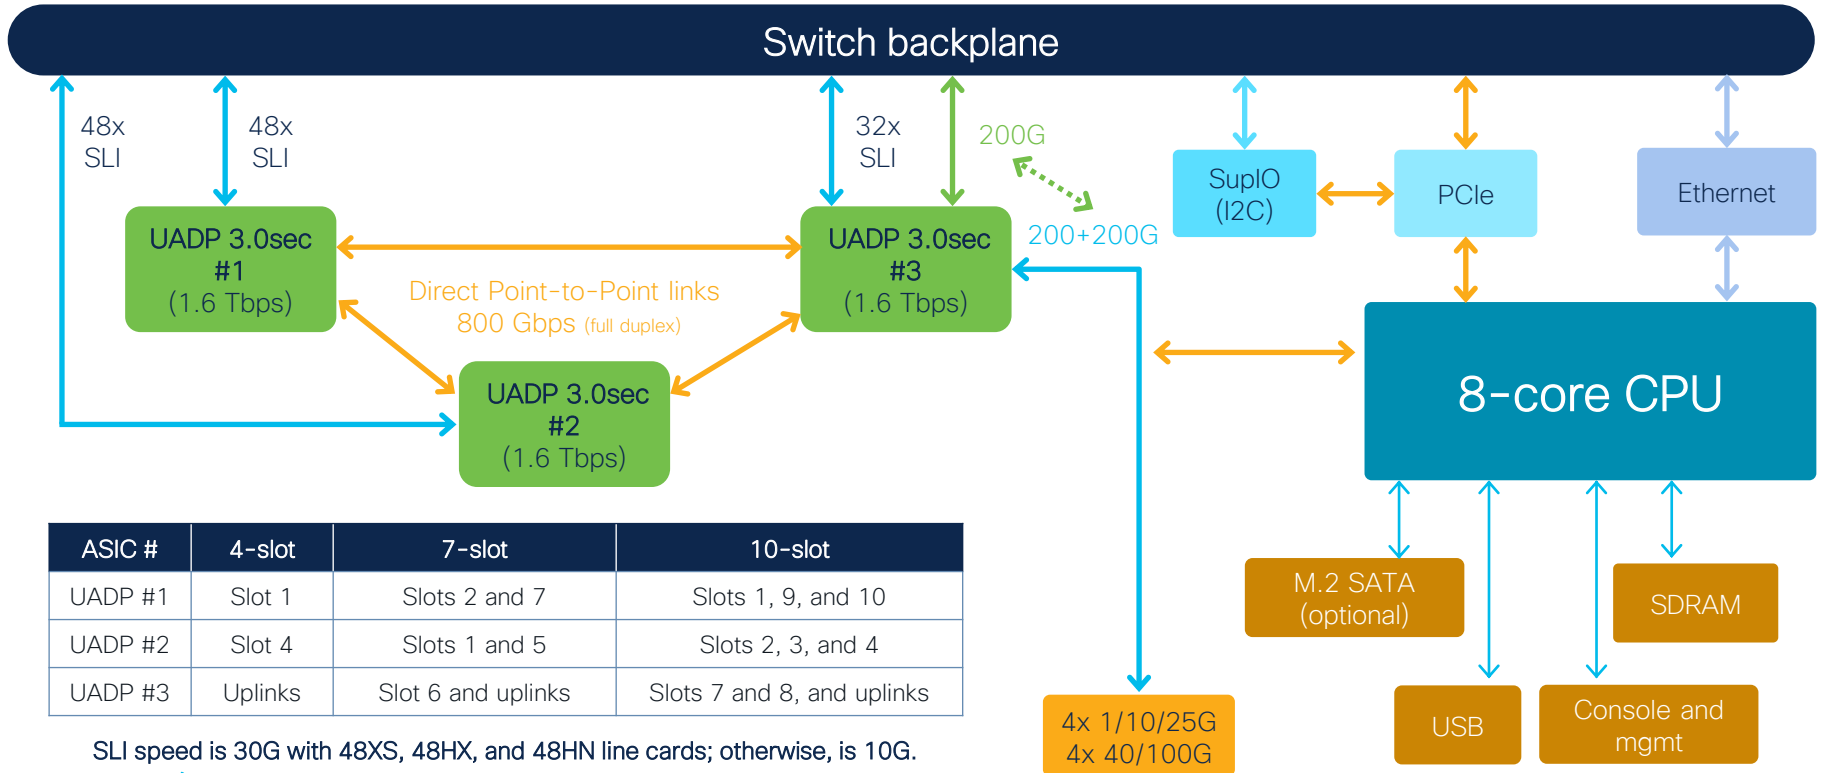 Switch backplane
48x
SLI
48x
SLI
32x
SLI
200G
200+200G
SupIO
(I2C)
PCIe
Ethernet
UADP 3.0sec
#1
(1.6 Tbps)
UADP 3.0sec
#3
(1.6 Tbps)
Direct Point-to-Point links
800 Gbps (full duplex)
UADP 3.0sec
#2
(1.6 Tbps)
8-core CPU
M.2 SATA
(optional)
SDRAM
USB
Console and
mgmt
4x 1/10/25G
4x 40/100G
ASIC # 4-slot 7-slot 10-slot
UADP #1 Slot 1 Slots 2 and 7 Slots 1, 9, and 10
UADP #2 Slot 4 Slots 1 and 5 Slots 2, 3, and 4
UADP #3 Uplinks Slot 6 and uplinks Slots 7 and 8, and uplinks
SLI speed is 30G with 48XS, 48HX, and 48HN line cards; otherwise, is 10G.